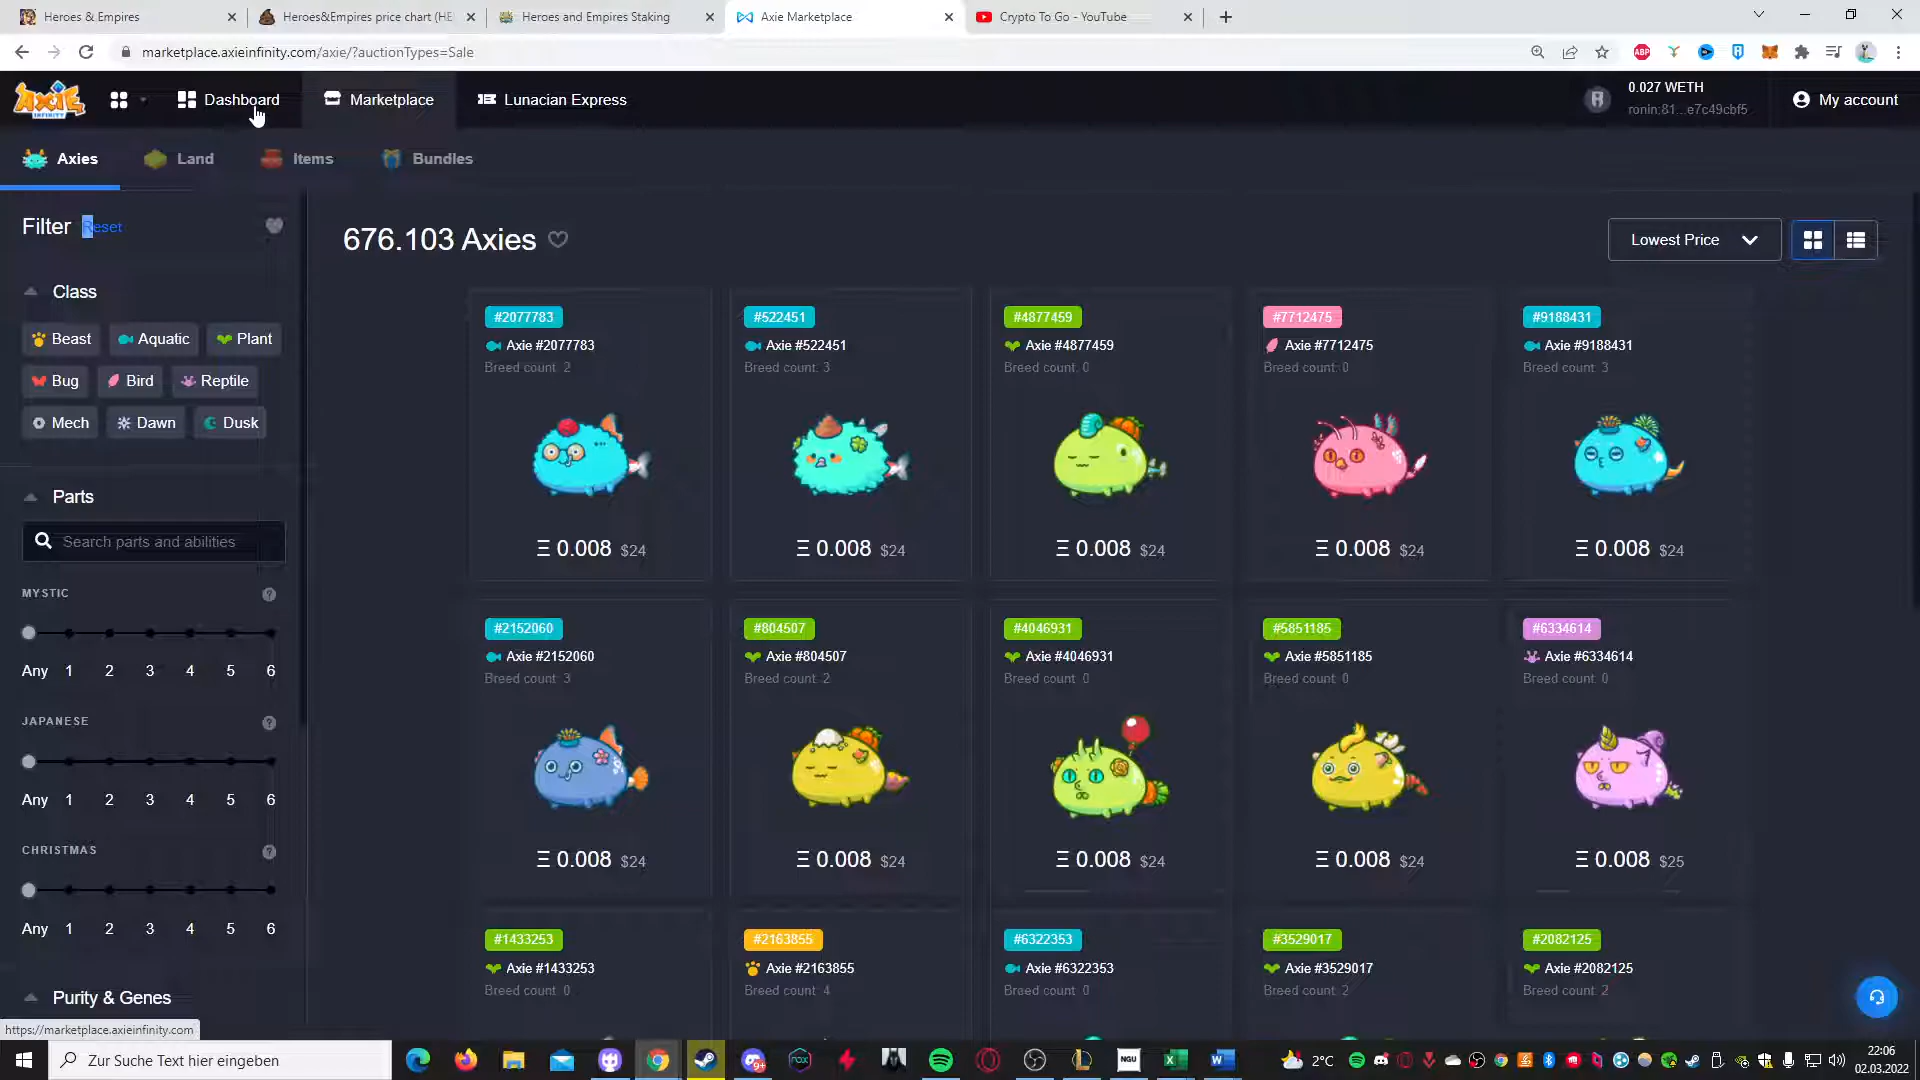 Heroes & Empires
Heroes&Empires price chart (HE
Heroes and Empires Staking
Axie Marketplace
Crypto To Go - YouTube
marketplace.axieinfinity.com/axie/?auctionTypes=Sale
ABP
AXIE
INFINITY
Dashboard
Marketplace
Lunacian Express
0.027 WETH
ronin:81...e7c49cbf5
My account
Axies
Land
Items
Bundles
Filter Reset
676.103 Axies
Lowest Price
Class
Beast Aquatic Plant
Bug Bird Reptile
Mech Dawn Dusk
Parts
Search parts and abilities
MYSTIC
Any 1 2 3 4 5 6
JAPANESE
Any 1 2 3 4 5 6
CHRISTMAS
Any 1 2 3 4 5 6
Purity & Genes
#2077783
Axie #2077783
Breed count: 2
Ξ 0.008 $24
#522451
Axie #522451
Breed count: 3
Ξ 0.008 $24
#4877459
Axie #4877459
Breed count: 0
Ξ 0.008 $24
#7712475
Axie #7712475
Breed count: 0
Ξ 0.008 $24
#9188431
Axie #9188431
Breed count: 3
Ξ 0.008 $24
#2152060
Axie #2152060
Breed count: 3
Ξ 0.008 $24
#804507
Axie #804507
Breed count: 2
Ξ 0.008 $24
#4046931
Axie #4046931
Breed count: 0
Ξ 0.008 $24
#5851185
Axie #5851185
Breed count: 0
Ξ 0.008 $24
#6334614
Axie #6334614
Breed count: 0
Ξ 0.008 $25
#1433253
Axie #1433253
Breed count: 0
#2163855
Axie #2163855
Breed count: 4
#6322353
Axie #6322353
Breed count: 0
#3529017
Axie #3529017
Breed count: 2
#2082125
Axie #2082125
Breed count: 2
https://marketplace.axieinfinity.com
Zur Suche Text hier eingeben
9+
NGU
2°C
22:06
02.03.2022